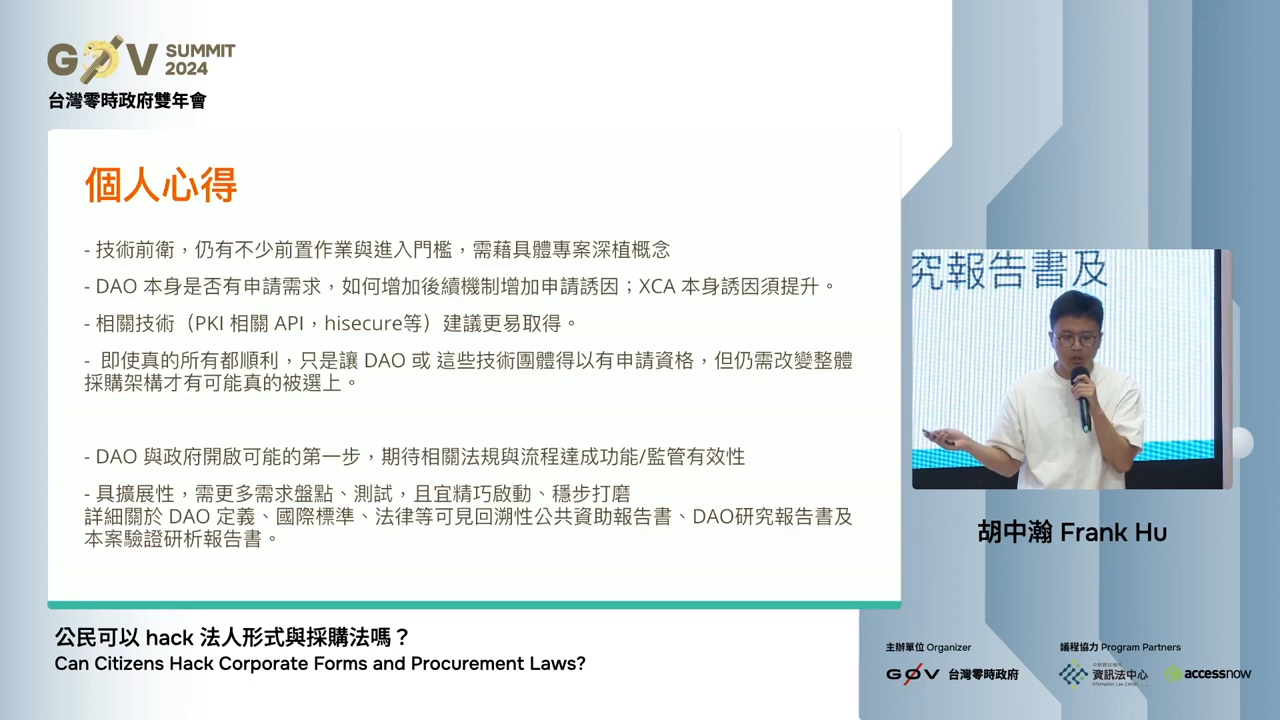 G0V SUMMIT 2024
台灣零時政府雙年會
個人心得
- 技術前衛，仍有不少前置作業與進入門檻，需藉具體專案深植概念
- DAO 本身是否有申請需求，如何增加後續機制增加申請誘因；XCA 本身誘因須提升。
- 相關技術（PKI 相關 API，hisecure等）建議更易取得。
- 即使真的所有都順利，只是讓 DAO 或 這些技術團體得以有申請資格，但仍需改變整體
採購架構才有可能真的被選上。
- DAO 與政府開啟可能的第一步，期待相關法規與流程達成功能/監管有效性
- 具擴展性，需更多需求盤點、測試，且宜精巧啟動、穩步打磨
詳細關於 DAO 定義、國際標準、法律等可見回溯性公共資助報告書、DAO研究報告書及
本案驗證研析報告書。
究報告書及
胡中瀚 Frank Hu
公民可以 hack 法人形式與採購法嗎？
Can Citizens Hack Corporate Forms and Procurement Laws?
主辦單位 Organizer
G0V 台灣零時政府
議程協力 Program Partners
資訊法中心
Information Law Center
accessnow